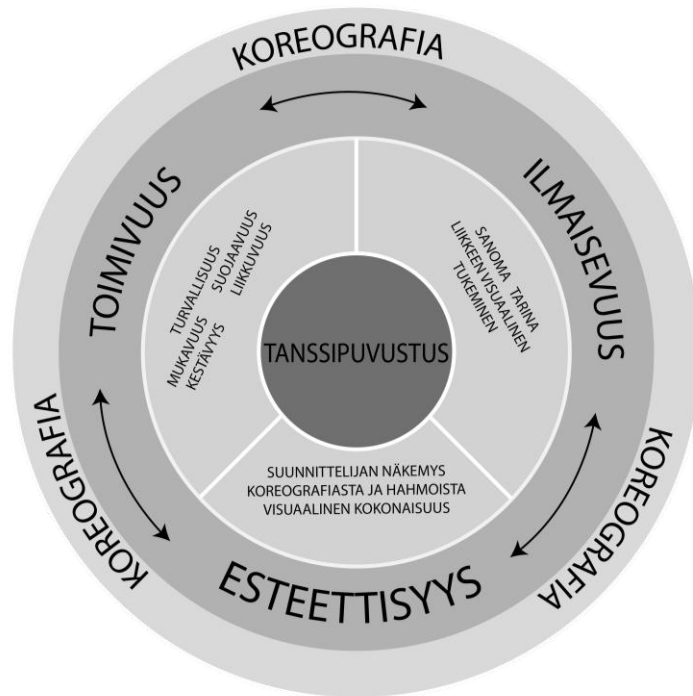 KOREOGRAFIA
TOIMIVUUS
ILMAISEVUUS
TURVALLISUUS
SUOJAAVUUS
LIIKKUVUUS
MUKAVUUS
KESTÄVYYS
SANOMA TARINA
LIIKKEEN VISUAALINEN
TUKEMINEN
TANSSIPUVUSTUS
SUUNNITTELIJAN NÄKEMYS
KOREOGRAFIASTA JA HAHMOISTA
VISUAALINEN KOKONAISUUS
ESTEETTISYYS
KOREOGRAFIA
KOREOGRAFIA